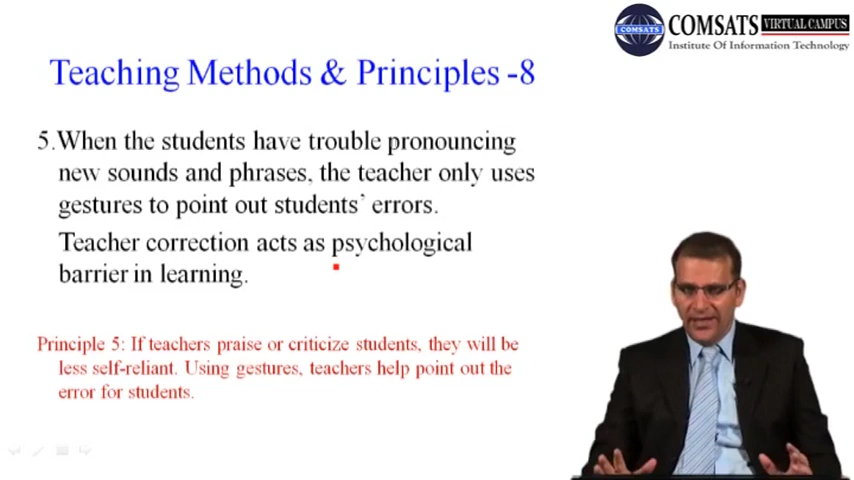 COMSATS VIRTUAL CAMPUS
COMSATS
Institute Of Information Technology
Teaching Methods & Principles -8
5.When the students have trouble pronouncing
new sounds and phrases, the teacher only uses
gestures to point out students' errors.
Teacher correction acts as psychological
barrier in learning.
Principle 5: If teachers praise or criticize students, they will be
less self-reliant. Using gestures, teachers help point out the
error for students.